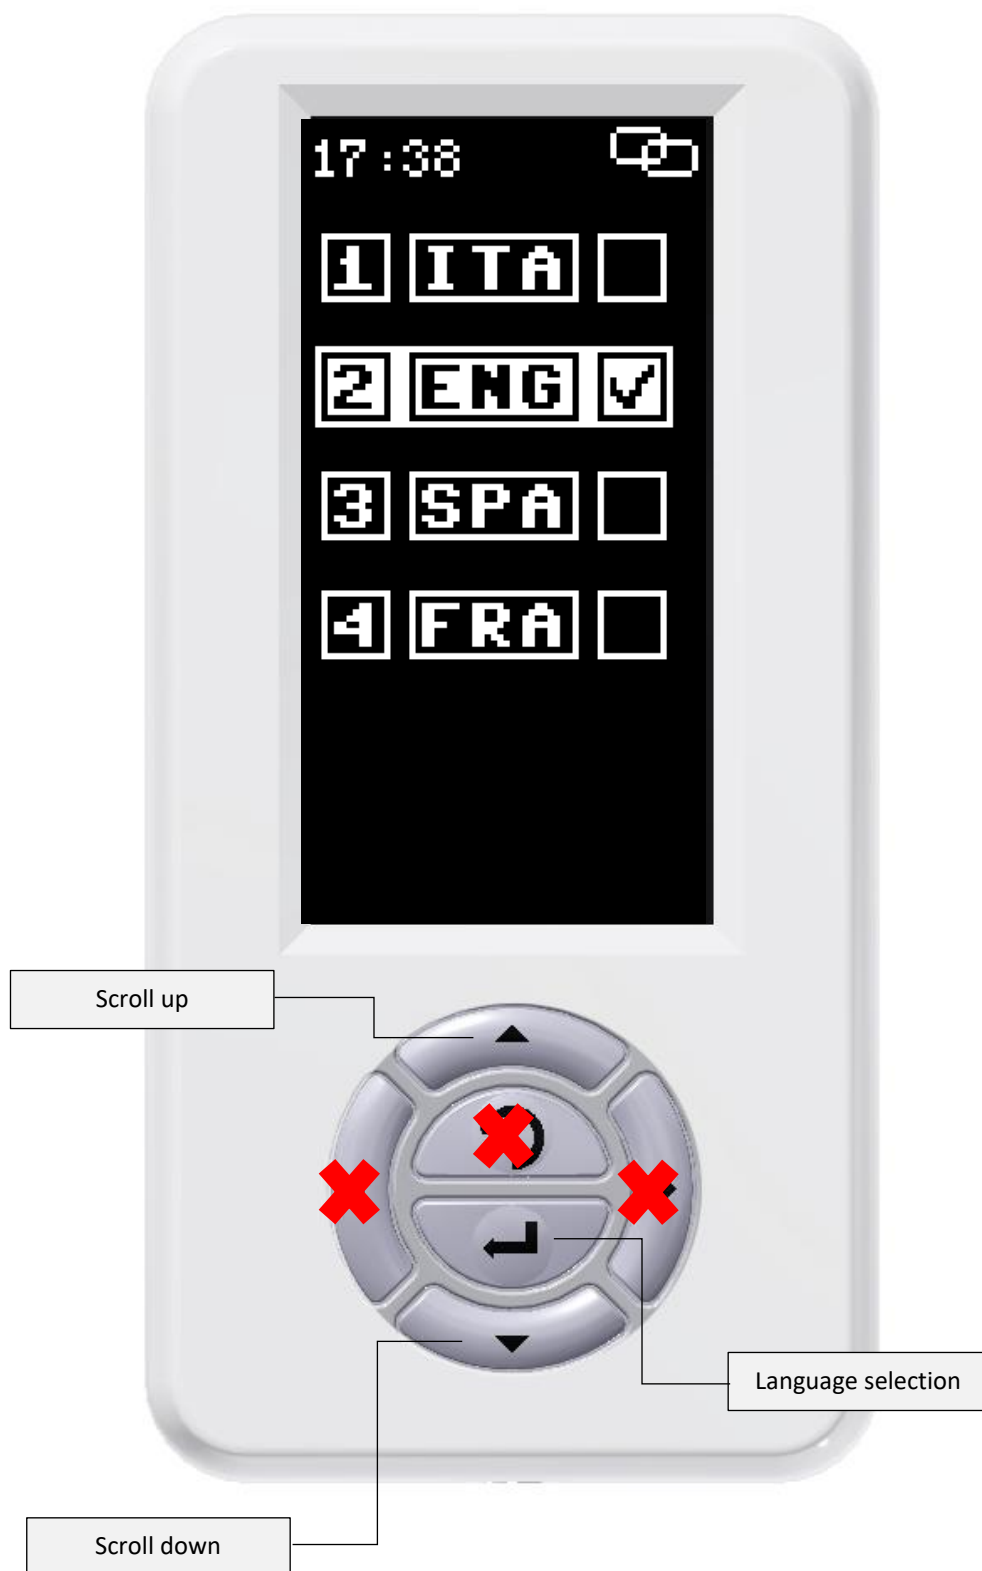 17:38
1 ITA
2 ENG
3 SPA
4 FRA
Scroll up
Language selection
Scroll down